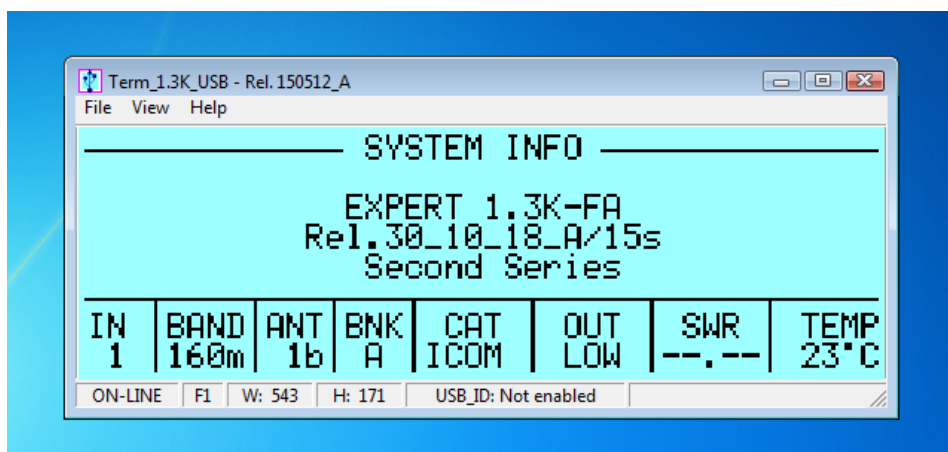 Term_1.3K_USB - Rel. 150512_A
File View Help
SYSTEM INFO
EXPERT 1.3K-FA
Rel.30_10_18_A/15s
Second Series
IN BAND ANT BNK CAT OUT SWR TEMP
1 160m 1b A ICOM LOW --.-- 23°C
ON-LINE F1 W: 543 H: 171 USB_ID: Not enabled